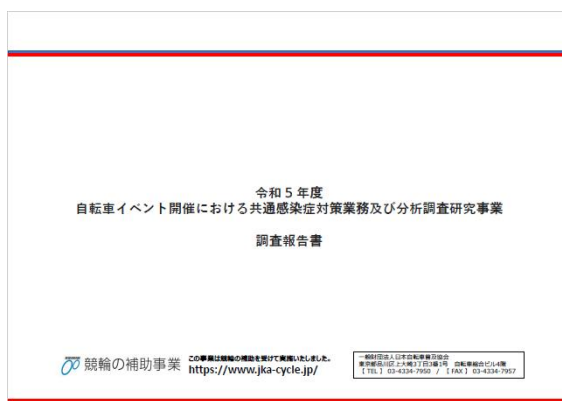 令和５年度
自転車イベント開催における共通感染症対策業務及び分析調査研究事業
調査報告書
競輪の補助事業
この事業は競輪の補助を受けて実施いたしました。
https://www.jka-cycle.jp/
一般財団法人日本自転車普及協会
東京都品川区上大崎3丁目3番1号 自転車総合ビル4階
【 TEL 】 03-4334-7950 / 【 FAX 】 03-4334-7957